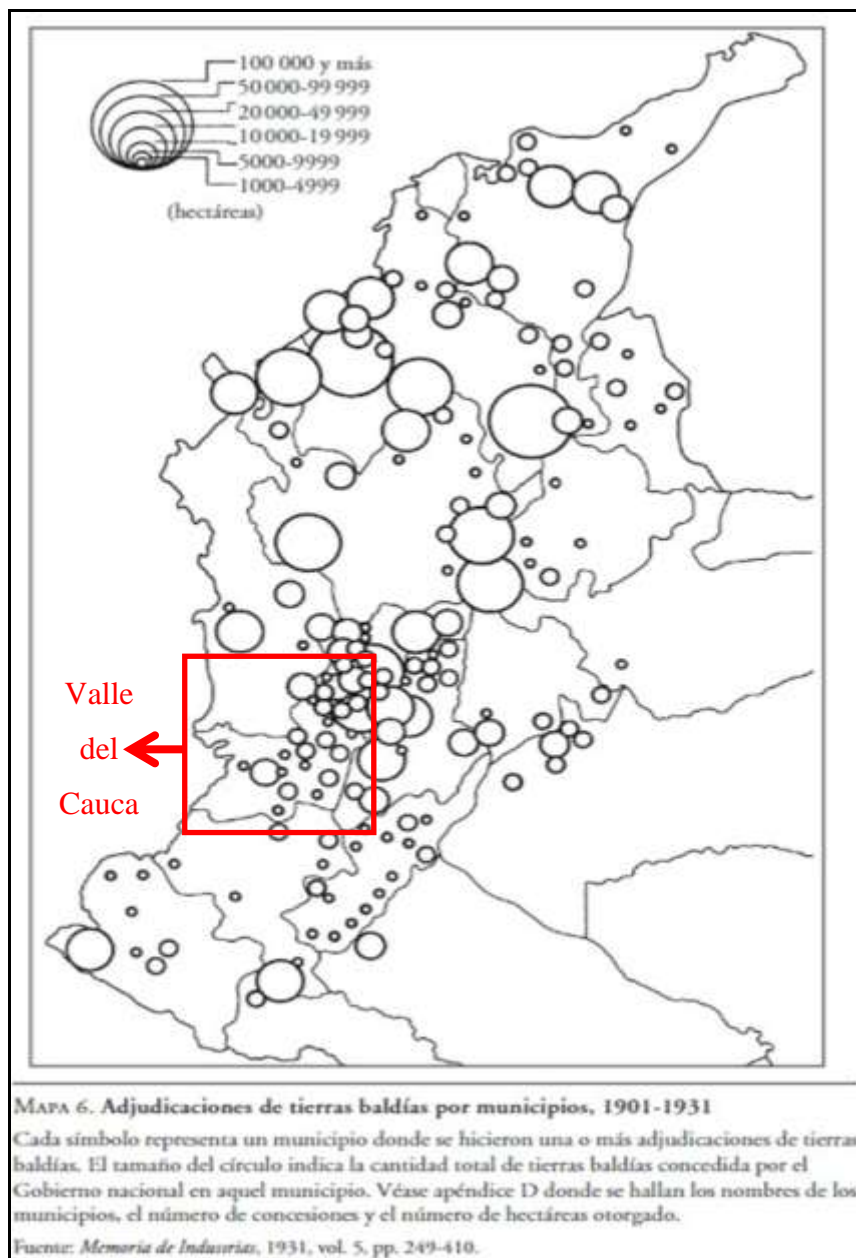 100 000 y más
50 000-99 999
20 000-49 999
10 000-19 999
5000-9999
1000-4999
(hectáreas)
Valle
del
Cauca
MAPA 6. Adjudicaciones de tierras baldías por municipios, 1901-1931
Cada símbolo representa un municipio donde se hicieron una o más adjudicaciones de tierras
baldías. El tamaño del círculo indica la cantidad total de tierras baldías concedida por el
Gobierno nacional en aquel municipio. Véase apéndice D donde se hallan los nombres de los
municipios, el número de concesiones y el número de hectáreas otorgado.
Fuente: Memoria de Industrias, 1931, vol. 5, pp. 249-410.